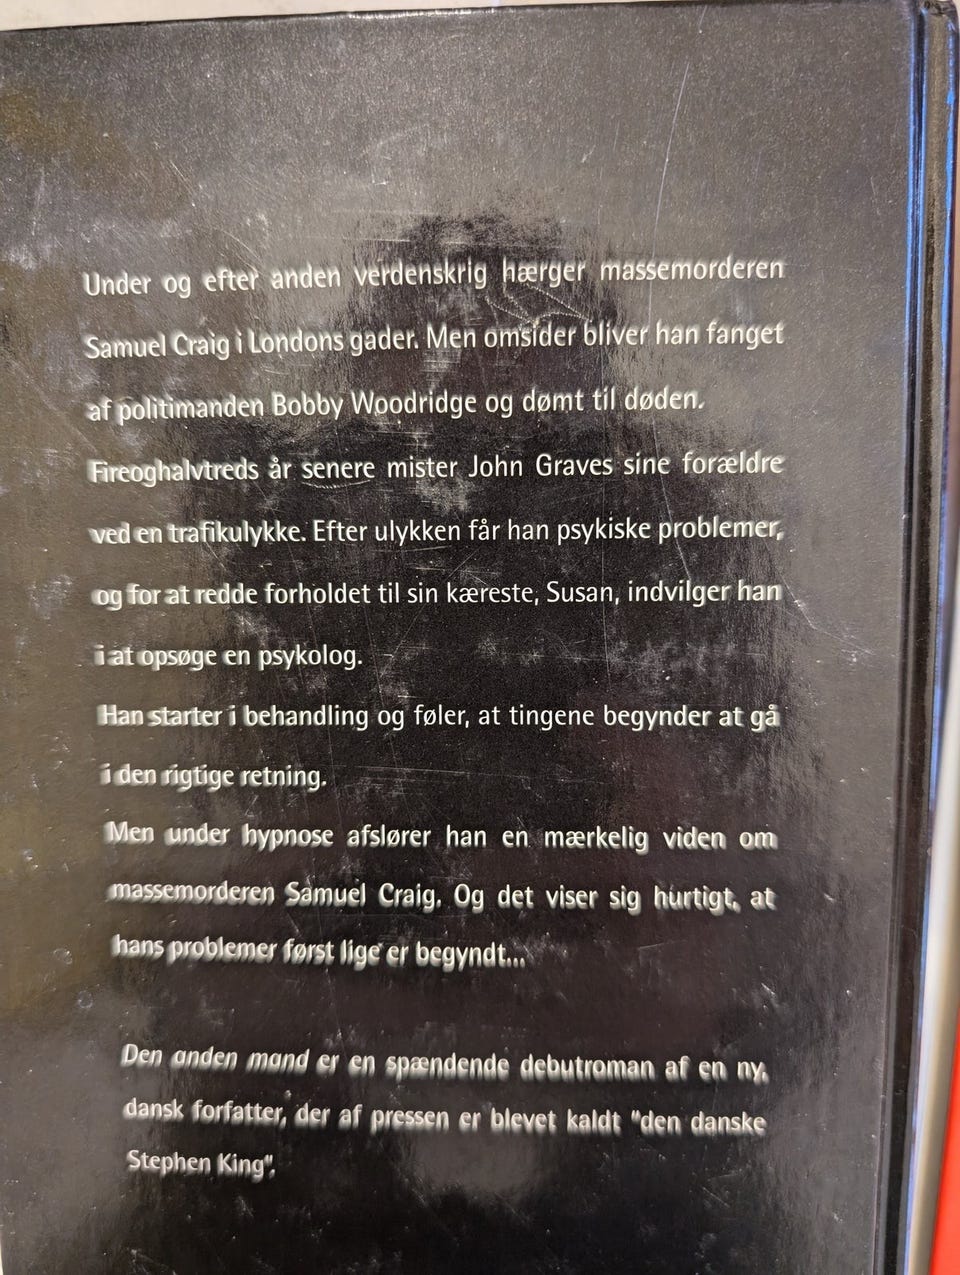 Under og efter anden verdenskrig hærger massemorderen
Samuel Craig i Londons gader. Men omsider bliver han fanget
af politimanden Bobby Woodridge og dømt til døden.
Fireoghalvtreds år senere mister John Graves sine forældre
ved en trafikulykke. Efter ulykken får han psykiske problemer,
og for at redde forholdet til sin kæreste, Susan, indvilger han
i at opsøge en psykolog.
Han starter i behandling og føler, at tingene begynder at gå
i den rigtige retning.
Men under hypnose afslører han en mærkelig viden om
massemorderen Samuel Craig. Og det viser sig hurtigt, at
hans problemer først lige er begyndt...
Den anden mand er en spændende debutroman af en ny,
dansk forfatter, der af pressen er blevet kaldt "den danske
Stephen King".